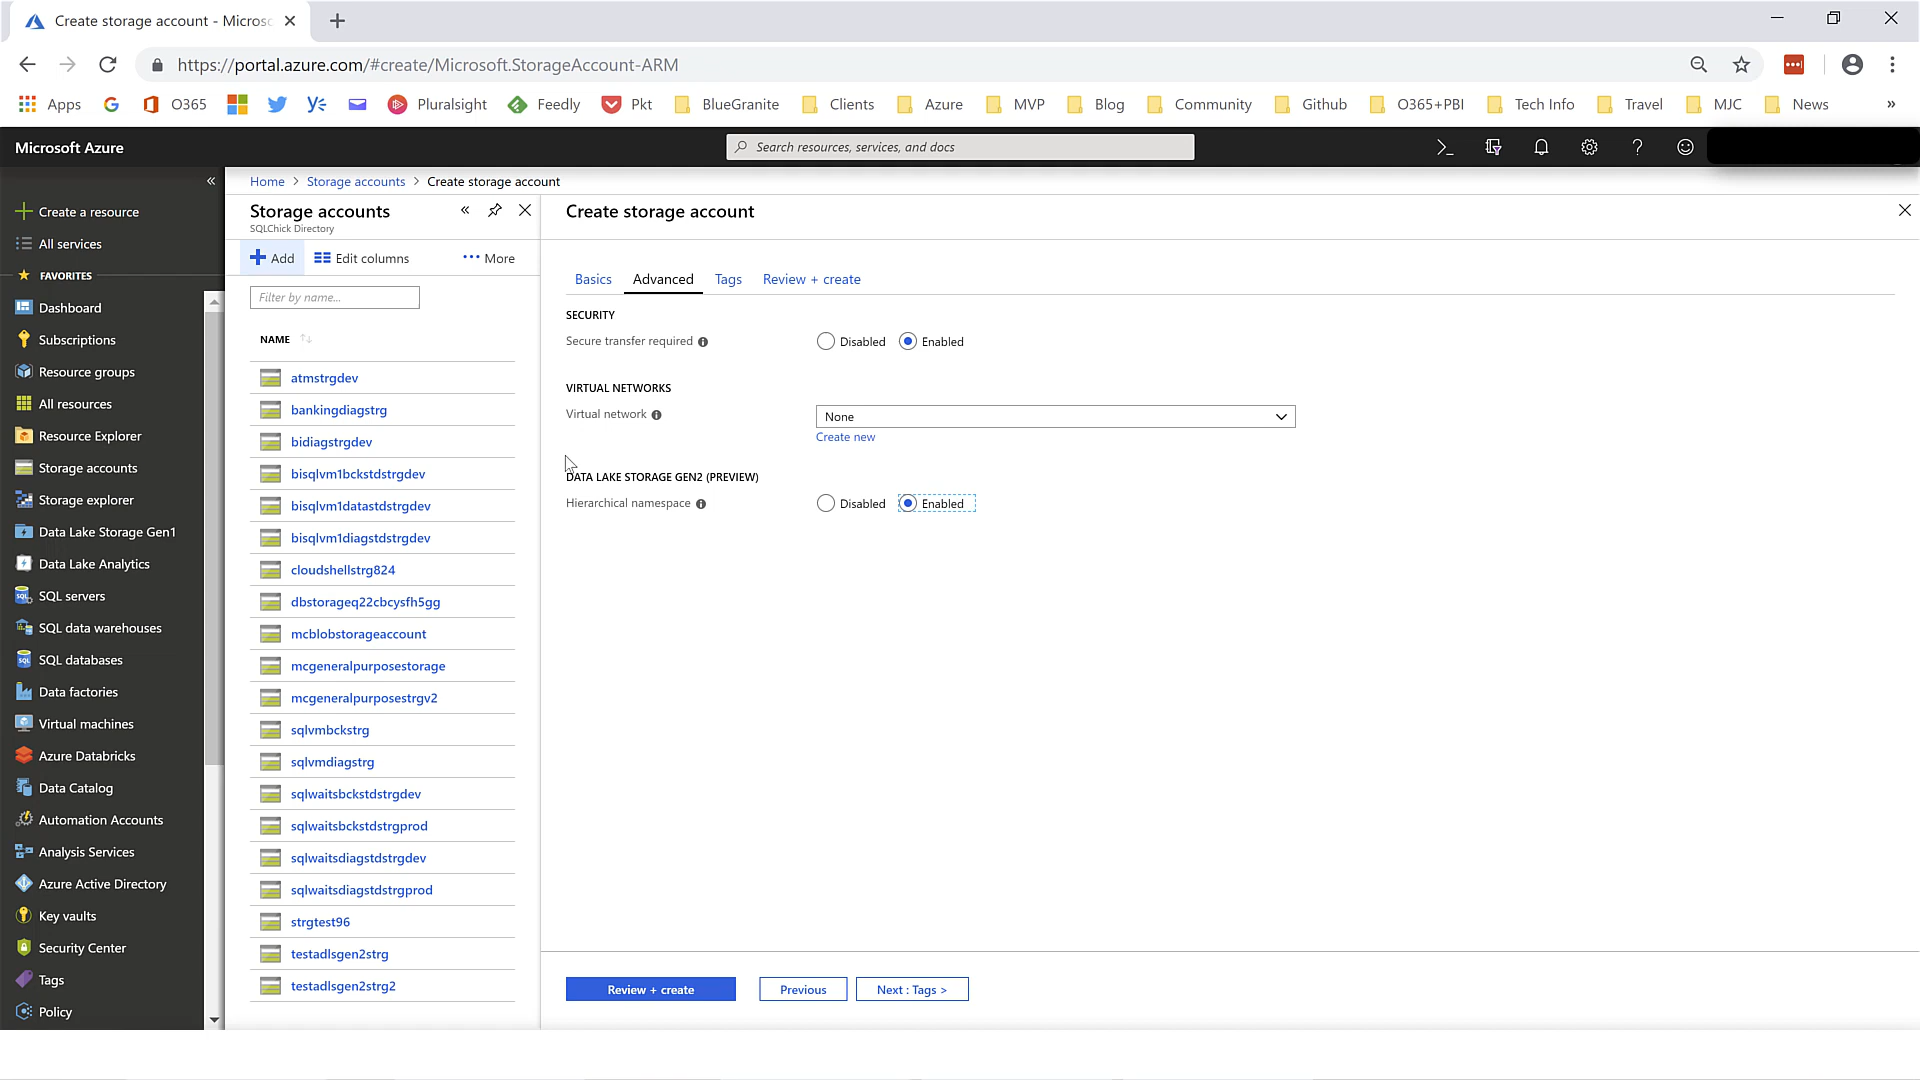 Create storage account - Micros
https://portal.azure.com/#create/Microsoft.StorageAccount-ARM
Apps O365 Pluralsight Feedly Pkt BlueGranite Clients Azure MVP Blog Community Github O365+PBI Tech Info Travel MJC News »
Microsoft Azure
Search resources, services, and docs
Home > Storage accounts > Create storage account
Create a resource
All services
FAVORITES
Dashboard
Subscriptions
Resource groups
All resources
Resource Explorer
Storage accounts
Storage explorer
Data Lake Storage Gen1
Data Lake Analytics
SQL servers
SQL data warehouses
SQL databases
Data factories
Virtual machines
Azure Databricks
Data Catalog
Automation Accounts
Analysis Services
Azure Active Directory
Key vaults
Security Center
Tags
Policy
Storage accounts
SQLChick Directory
Add Edit columns More
Filter by name...
NAME
atmstrgdev
bankingdiagstrg
bidiagstrgdev
bisqlvm1bckstdstrgdev
bisqlvm1datastdstrgdev
bisqlvm1diagstdstrgdev
cloudshellstrg824
dbstorageq22cbcysfh5gg
mcblobstorageaccount
mcgeneralpurposestorage
mcgeneralpurposestrgv2
sqlvmbckstrg
sqlvmdiagstrg
sqlwaitsbckstdstrgdev
sqlwaitsbckstdstrgprod
sqlwaitsdiagstdstrgdev
sqlwaitsdiagstdstrgprod
strgtest96
testadlsgen2strg
testadlsgen2strg2
Create storage account
Basics Advanced Tags Review + create
SECURITY
Secure transfer required Disabled Enabled
VIRTUAL NETWORKS
Virtual network None
Create new
DATA LAKE STORAGE GEN2 (PREVIEW)
Hierarchical namespace Disabled Enabled
Review + create Previous Next : Tags >